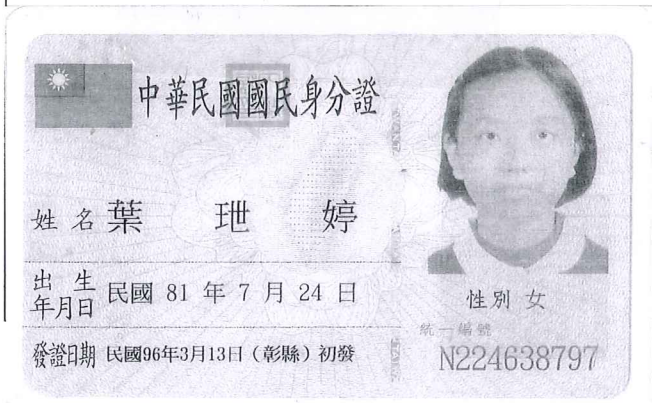 中華民國國民身分證
姓名 葉玴婷
出生年月日 民國 81 年 7 月 24 日
性別 女
統一編號
N224638797
發證日期 民國96年3月13日（彰縣）初發